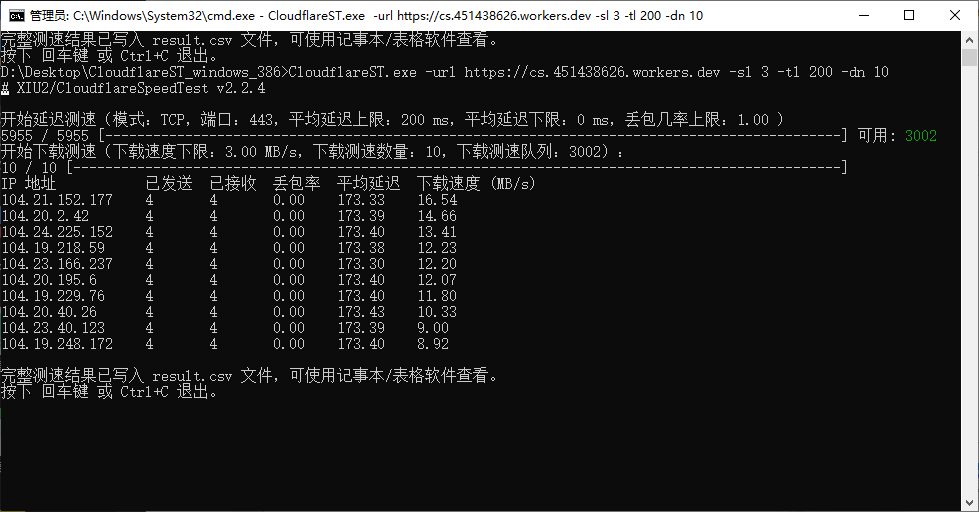 管理员: C:\Windows\System32\cmd.exe - CloudflareST.exe  -url https://cs.451438626.workers.dev -sl 3 -tl 200 -dn 10
完整测速结果已写入 result.csv 文件，可使用记事本/表格软件查看。
按下 回车键 或 Ctrl+C 退出。
D:\Desktop\CloudflareST_windows_386>CloudflareST.exe -url https://cs.451438626.workers.dev -sl 3 -tl 200 -dn 10
# XIU2/CloudflareSpeedTest v2.2.4
开始延迟测速（模式：TCP, 端口：443, 平均延迟上限：200 ms, 平均延迟下限：0 ms, 丢包几率上限：1.00 ）
5955 / 5955 [-------------------------------------------------------------------------------------------] 可用: 3002
开始下载测速（下载速度下限：3.00 MB/s, 下载测速数量：10, 下载测速队列：3002）：
10 / 10 [-----------------------------------------------------------------------------------------------]
IP 地址 已发送 已接收 丢包率 平均延迟 下载速度 (MB/s)
104.21.152.177 4 4 0.00 173.33 16.54
104.20.2.42 4 4 0.00 173.39 14.66
104.24.225.152 4 4 0.00 173.40 13.41
104.19.218.59 4 4 0.00 173.38 12.23
104.23.166.237 4 4 0.00 173.30 12.20
104.20.195.6 4 4 0.00 173.40 12.07
104.19.229.76 4 4 0.00 173.40 11.80
104.20.40.26 4 4 0.00 173.43 10.33
104.23.40.123 4 4 0.00 173.39 9.00
104.19.248.172 4 4 0.00 173.40 8.92
完整测速结果已写入 result.csv 文件，可使用记事本/表格软件查看。
按下 回车键 或 Ctrl+C 退出。